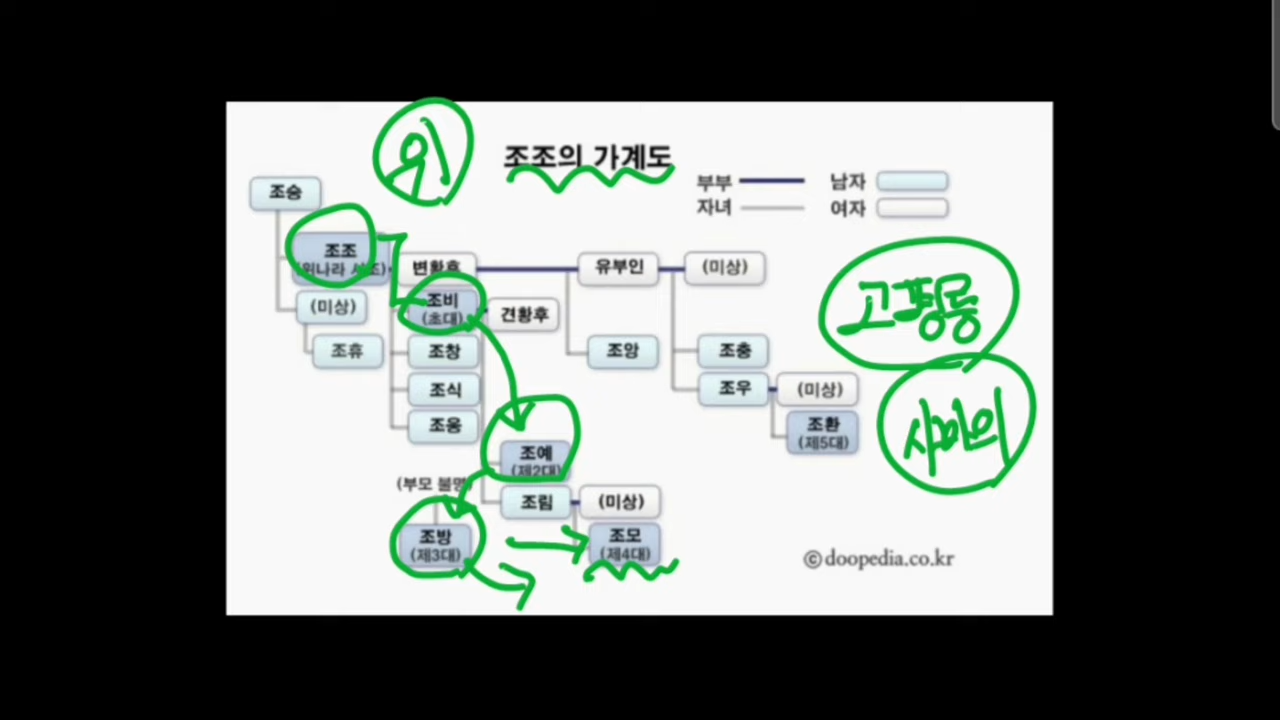 위
조조의 가계도
부부
남자
자녀
여자
조숭
조조
(위나라 시조)
변황후
유부인
(미상)
고평릉
(미상)
조비
(초대)
견황후
조휴
조창
조앙
조충
조식
조우
(미상)
사마의
조웅
조환
(제5대)
조예
(제2대)
(부모 불명)
조림
(미상)
조방
(제3대)
조모
(제4대)
©doopedia.co.kr